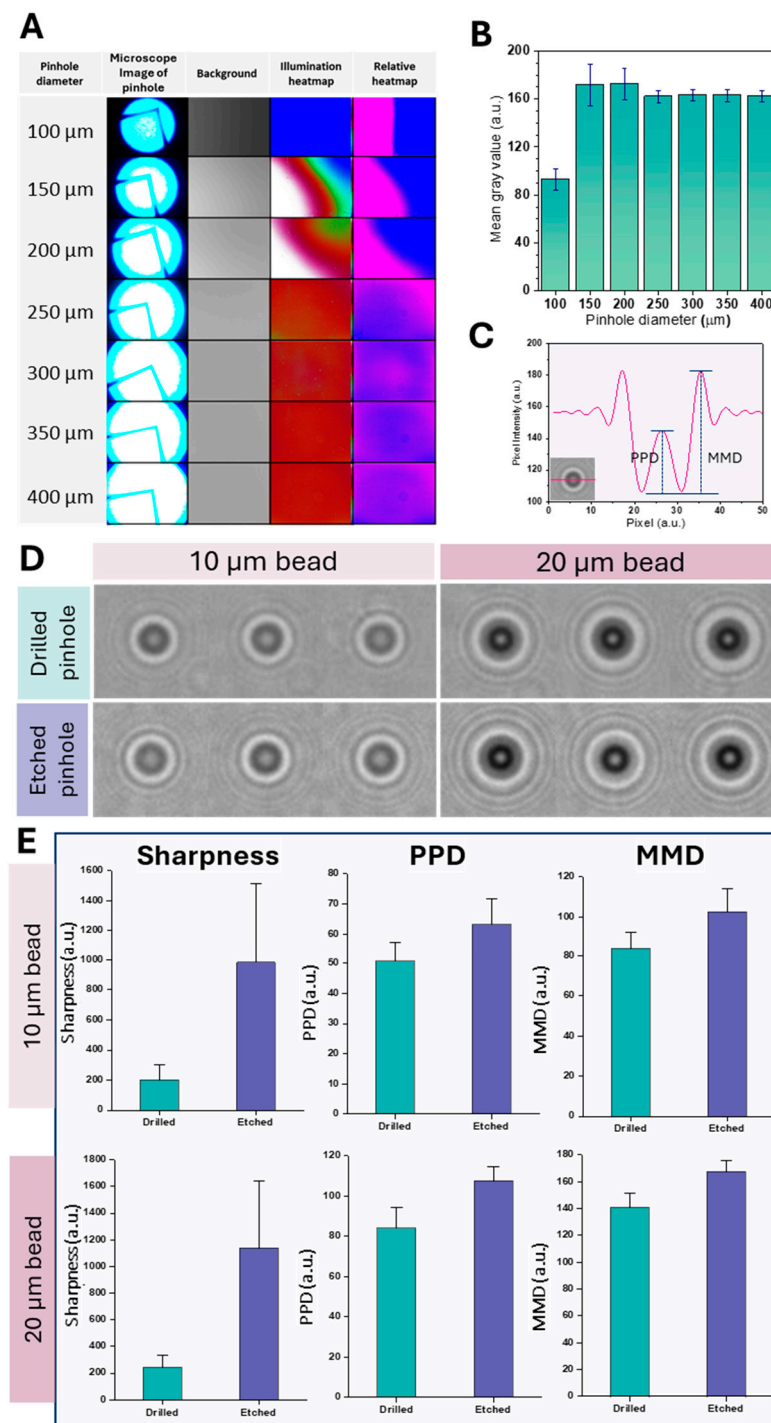 A
Pinhole diameter
Microscope Image of pinhole
Background
Illumination heatmap
Relative heatmap
100 µm
150 µm
200 µm
250 µm
300 µm
350 µm
400 µm
B
Mean gray value (a.u.)
200
160
120
80
40
0
100 150 200 250 300 350 400
Pinhole diameter (µm)
C
Pixel Intensity (a.u.)
200
180
160
140
120
100
PPD
MMD
0 10 20 30 40 50
Pixel (a.u.)
D
10 µm bead
20 µm bead
Drilled pinhole
Etched pinhole
E
10 µm bead
Sharpness
Sharpness (a.u.)
1600
1400
1200
1000
800
600
400
200
0
Drilled Etched
PPD
PPD (a.u.)
80
70
60
50
40
30
20
10
0
Drilled Etched
MMD
MMD (a.u.)
120
100
80
60
40
20
0
Drilled Etched
20 µm bead
Sharpness (a.u.)
1800
1600
1400
1200
1000
800
600
400
200
0
Drilled Etched
PPD (a.u.)
120
100
80
60
40
20
0
Drilled Etched
MMD (a.u.)
180
160
140
120
100
80
60
40
20
0
Drilled Etched